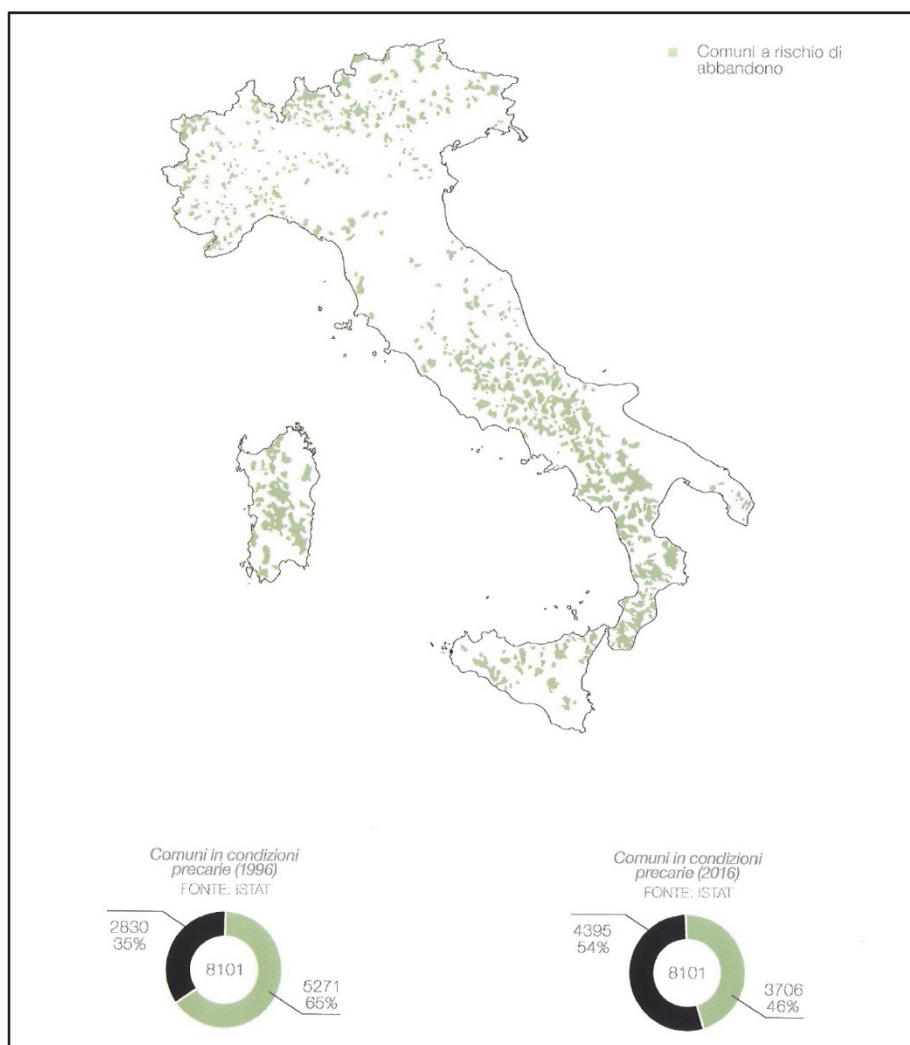 Comuni a rischio di
abbandono
Comuni in condizioni
precarie (1996)
FONTE: ISTAT
2830
35%
8101
5271
65%
Comuni in condizioni
precarie (2016)
FONTE: ISTAT
4395
54%
8101
3706
46%